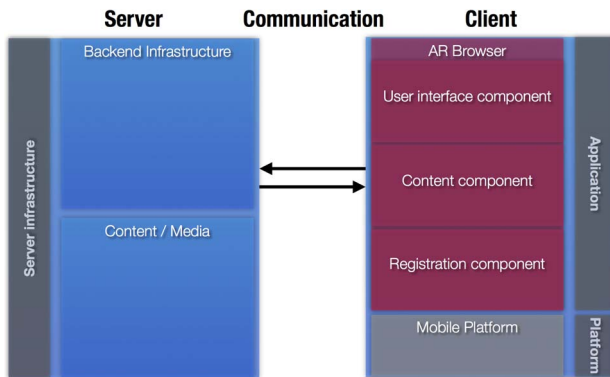 Server Communication Client
Server infrastructure
Backend Infrastructure
Content / Media
AR Browser
User interface component
Content component
Registration component
Mobile Platform
Application
Platform